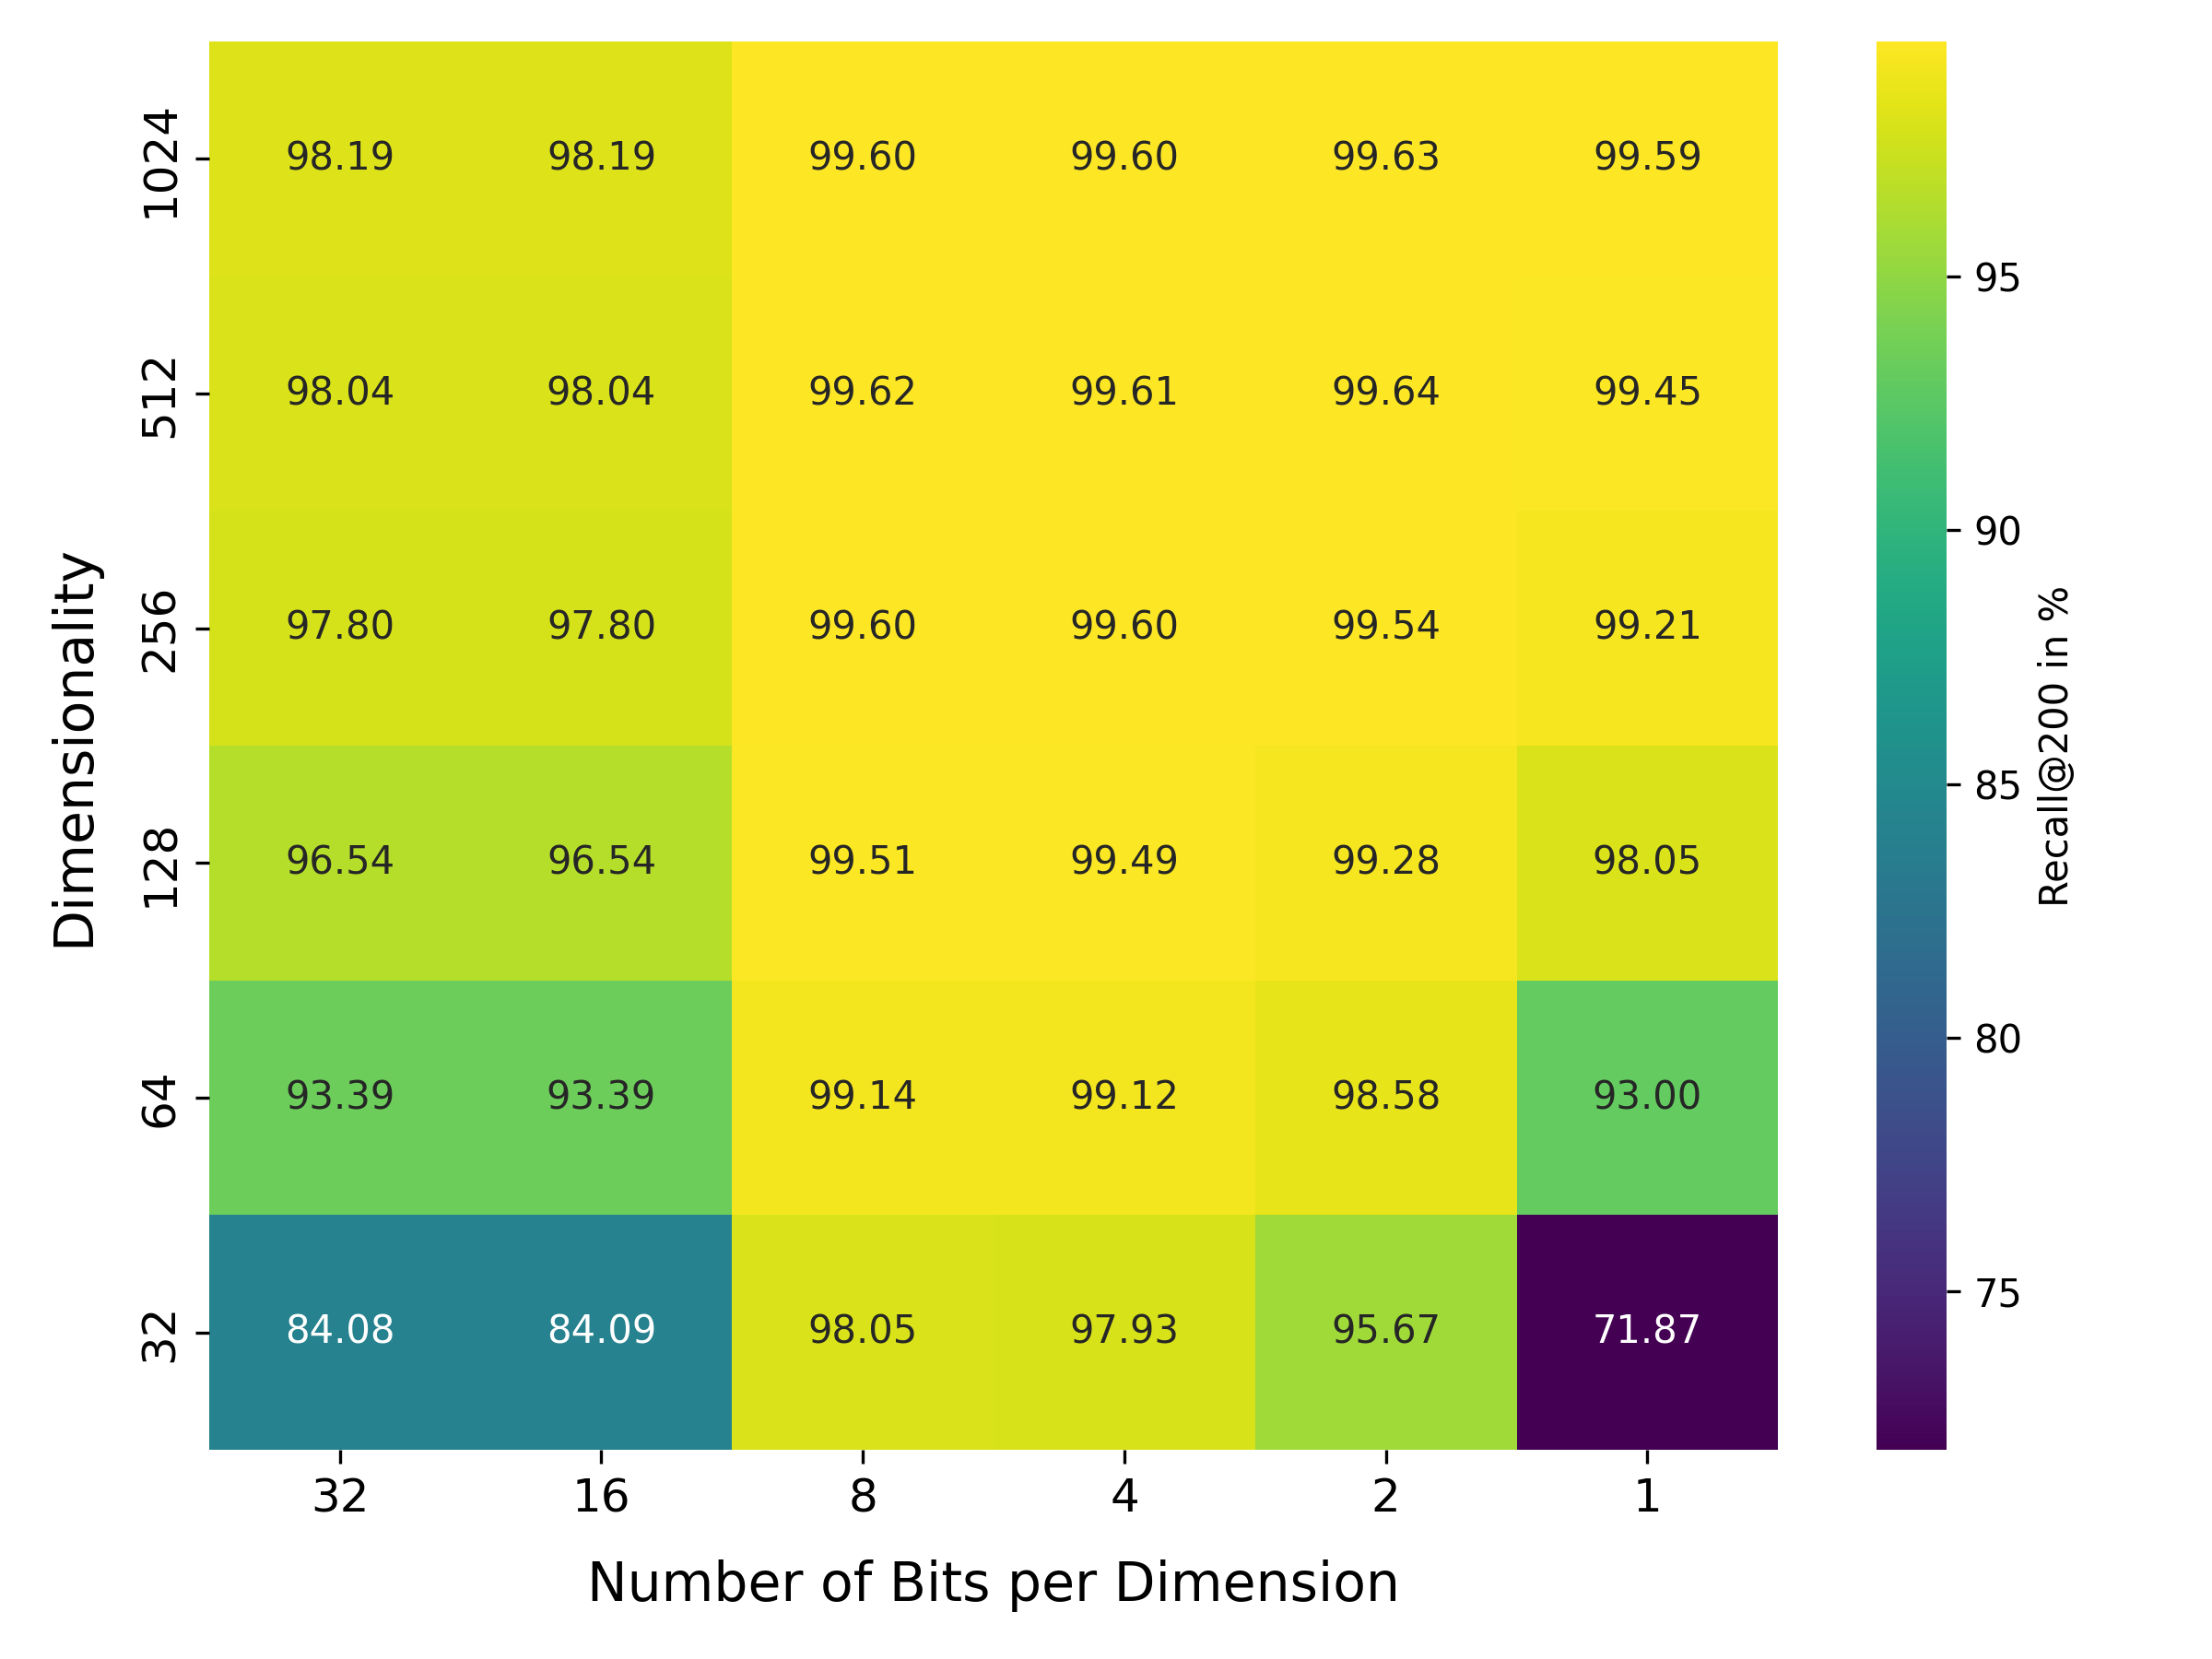 1024 98.19 98.19 99.60 99.60 99.63 99.59
512 98.04 98.04 99.62 99.61 99.64 99.45
256 97.80 97.80 99.60 99.60 99.54 99.21
128 96.54 96.54 99.51 99.49 99.28 98.05
64 93.39 93.39 99.14 99.12 98.58 93.00
32 84.08 84.09 98.05 97.93 95.67 71.87
32 16 8 4 2 1
Number of Bits per Dimension
Dimensionality
95
90
85
80
75
Recall@200 in %